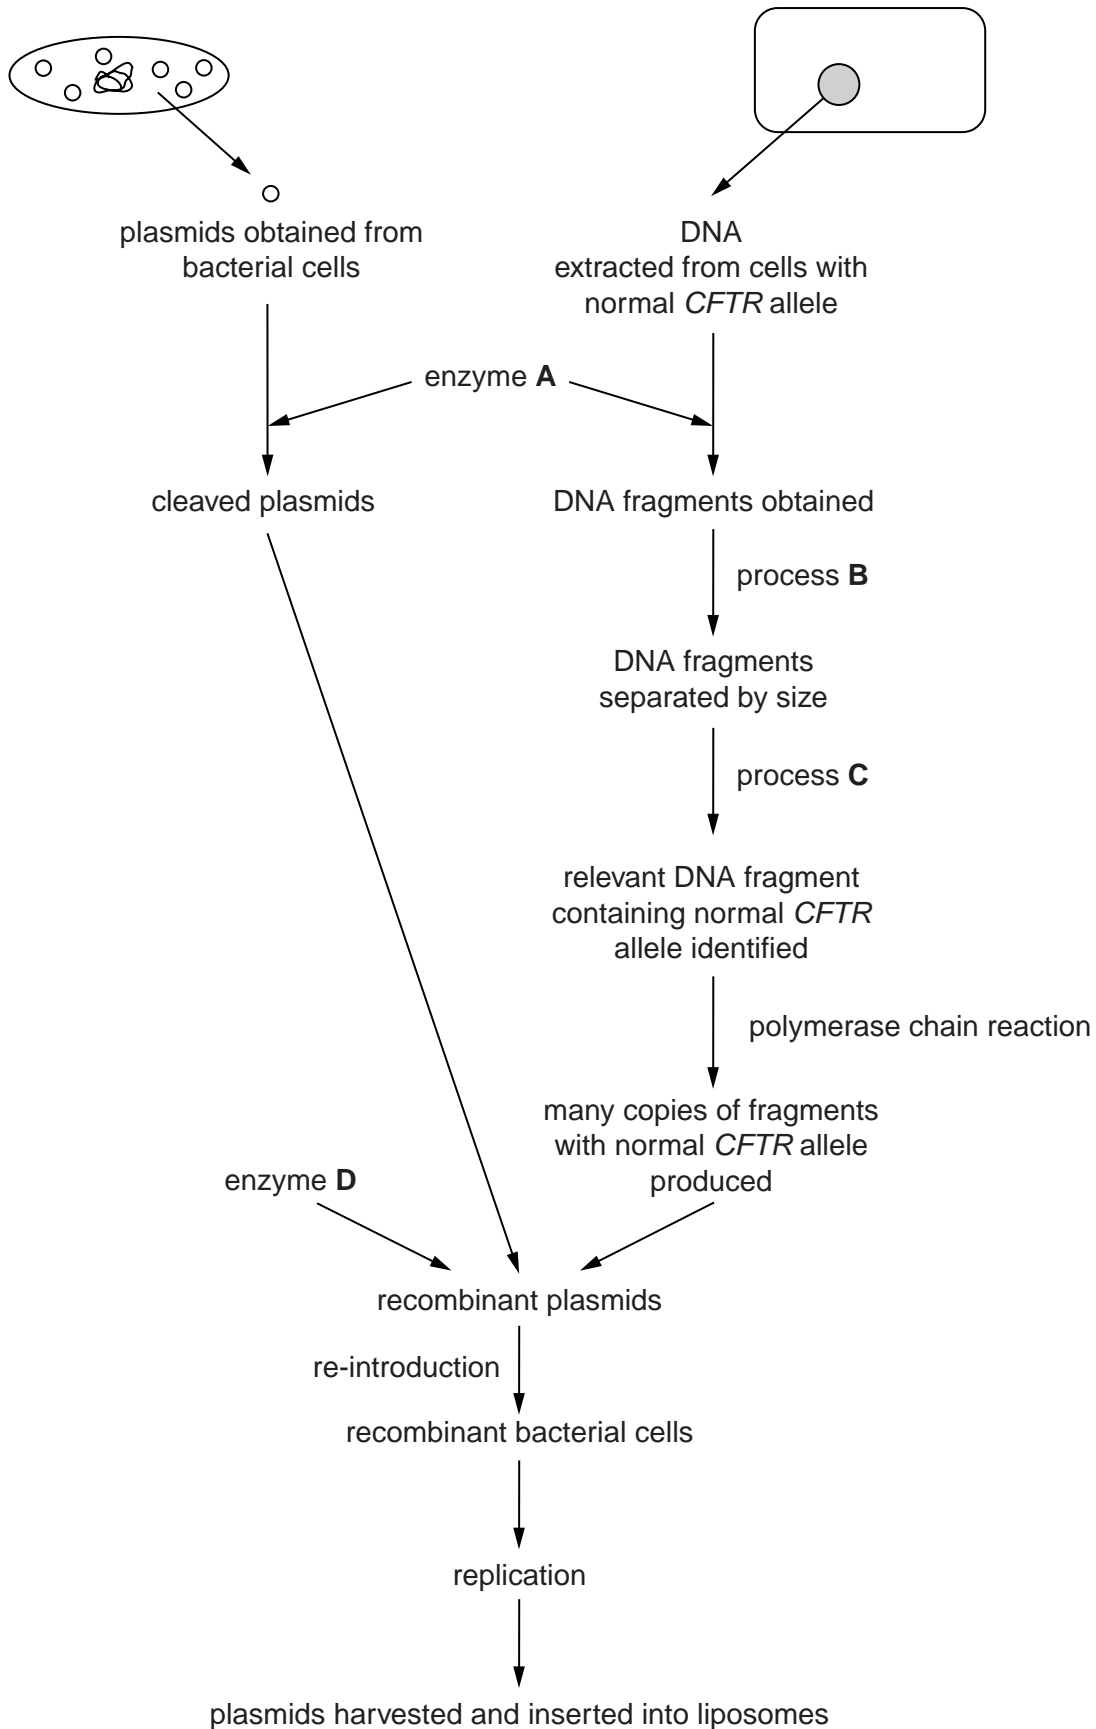 plasmids obtained from
bacterial cells
DNA
extracted from cells with
normal CFTR allele
enzyme A
cleaved plasmids
DNA fragments obtained
process B
DNA fragments
separated by size
process C
relevant DNA fragment
containing normal CFTR
allele identified
polymerase chain reaction
many copies of fragments
with normal CFTR allele
produced
enzyme D
recombinant plasmids
re-introduction
recombinant bacterial cells
replication
plasmids harvested and inserted into liposomes